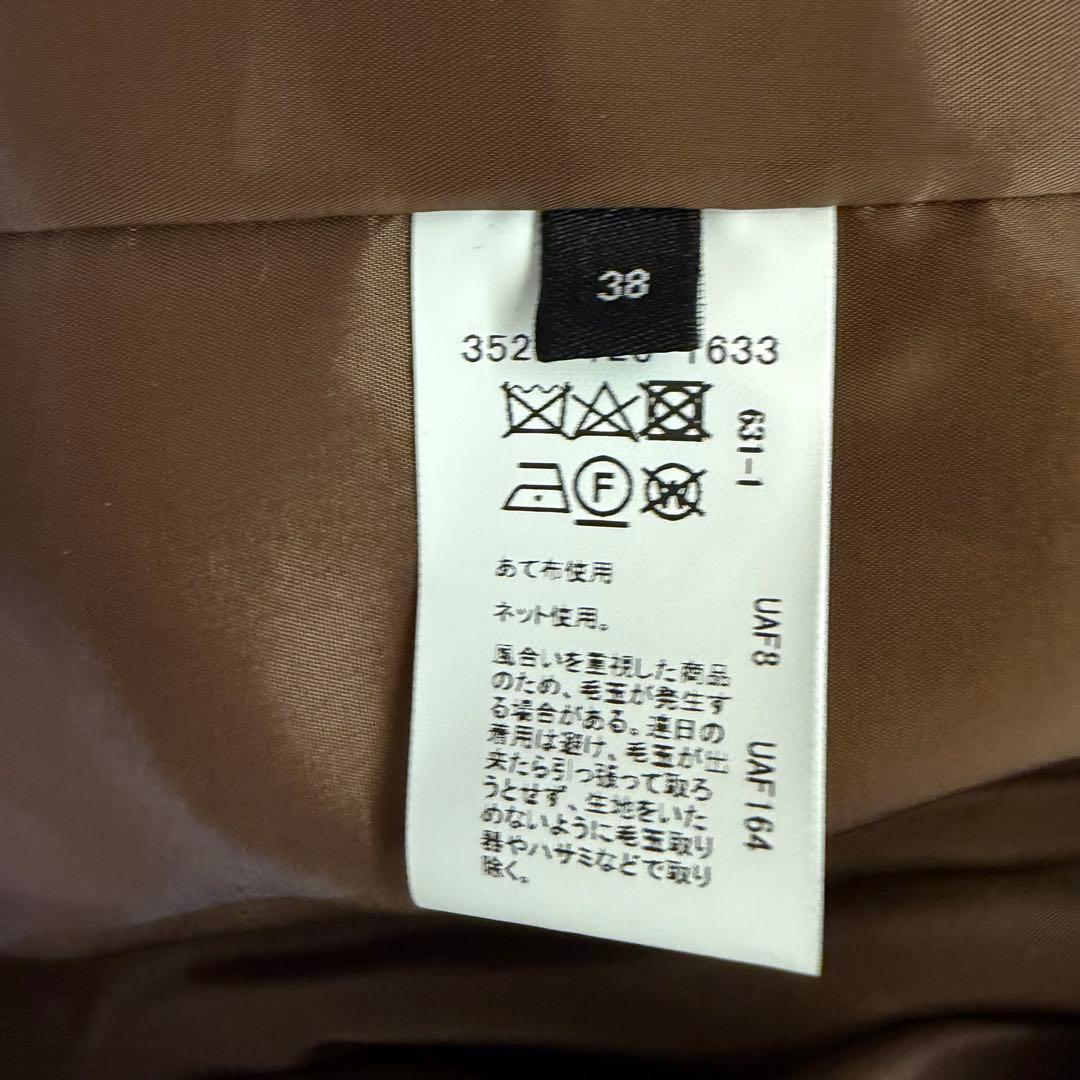 38
352 1633
631-1
F
W
あて布使用
ネット使用。
風合いを重視した商品
のため、毛玉が発生す
る場合がある。連日の
着用は避け、毛玉が出
来たら引っ張って取ろ
うとせず、生地をいた
めないように毛玉取り
器やハサミなどで取り
除く。
UAF8
UAF164